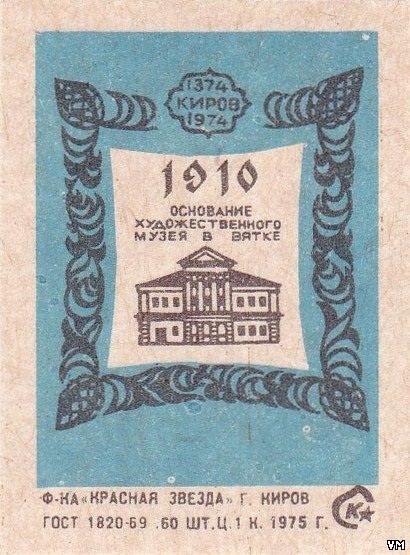 1374
КИРОВ
1974
1910
ОСНОВАНИЕ
ХУДОЖЕСТВЕННОГО
МУЗЕЯ В ВЯТКЕ
Ф-КА «КРАСНАЯ ЗВЕЗДА» Г. КИРОВ
ГОСТ 1820-69 .60 ШТ.Ц.1 К. 1975 Г.
К
VM